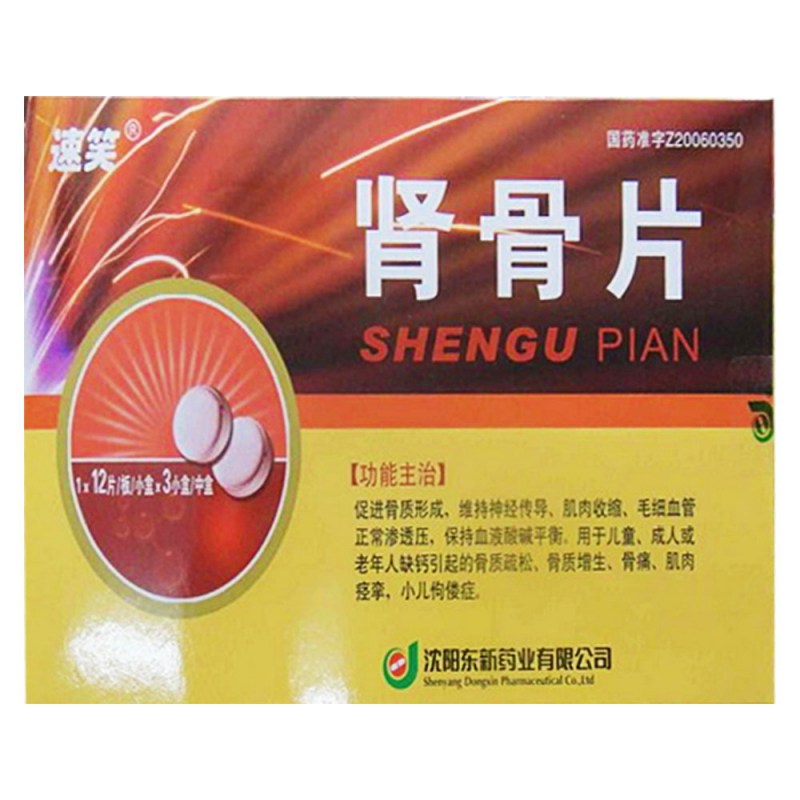 速笑®
国药准字Z20060350
肾骨片
SHENGU PIAN
1×12片/板/小盒×3小盒/中盒
【功能主治】
促进骨质形成、维持神经传导、肌肉收缩、毛细血管
正常渗透压，保持血液酸碱平衡。用于儿童、成人或
老年人缺钙引起的骨质疏松、骨质增生、骨痛、肌肉
痉挛，小儿佝偻症。
沈阳东新药业有限公司
Shenyang Dongxin Pharmaceutical Co.,Ltd